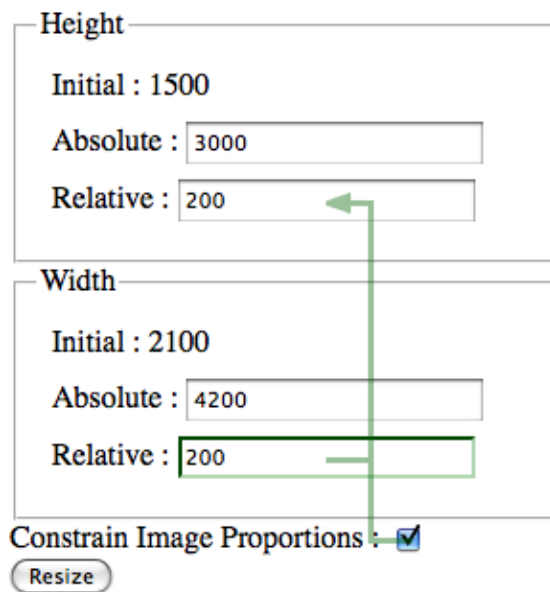 Height
Initial : 1500
Absolute : 3000
Relative : 200
Width
Initial : 2100
Absolute : 4200
Relative : 200
Constrain Image Proportions :
Resize